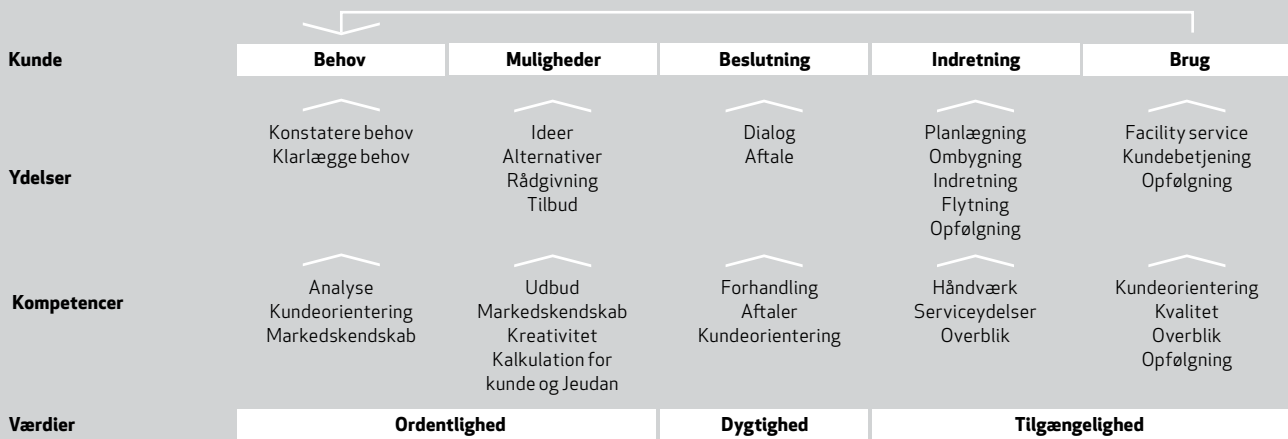 Kunde
Behov
Muligheder
Beslutning
Indretning
Brug
Ydelser
Konstatere behov
Klarlægge behov
Ideer
Alternativer
Rådgivning
Tilbud
Dialog
Aftale
Planlægning
Ombygning
Indretning
Flytning
Opfølgning
Facility service
Kundebetjening
Opfølgning
Kompetencer
Analyse
Kundeorientering
Markedskendskab
Udbud
Markedskendskab
Kreativitet
Kalkulation for
kunde og Jeudan
Forhandling
Aftaler
Kundeorientering
Håndværk
Serviceydelser
Overblik
Kundeorientering
Kvalitet
Overblik
Opfølgning
Værdier
Ordentlighed
Dygtighed
Tilgængelighed